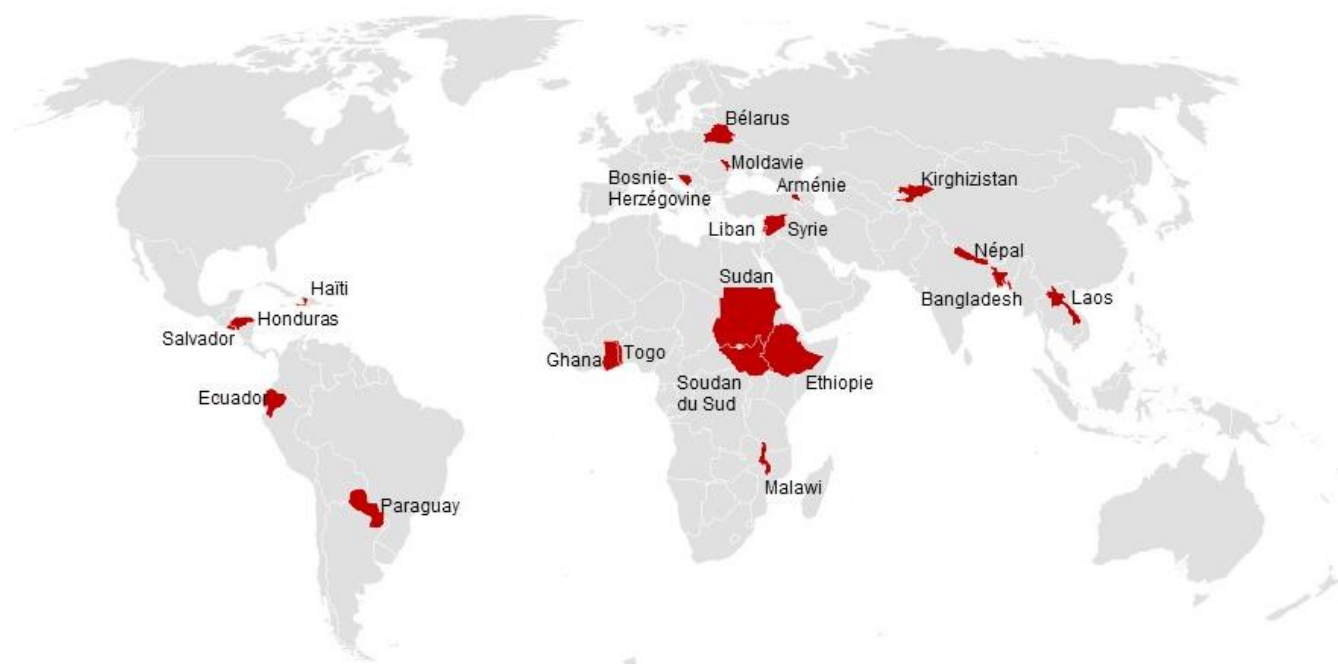 Bélarus
Moldavie
Bosnie-
Herzégovine
Arménie
Kirghizistan
Liban
Syrie
Népal
Sudan
Haïti
Bangladesh
Laos
Honduras
Salvador
Ghana
Togo
Soudan
du Sud
Ethiopie
Ecuador
Malawi
Paraguay